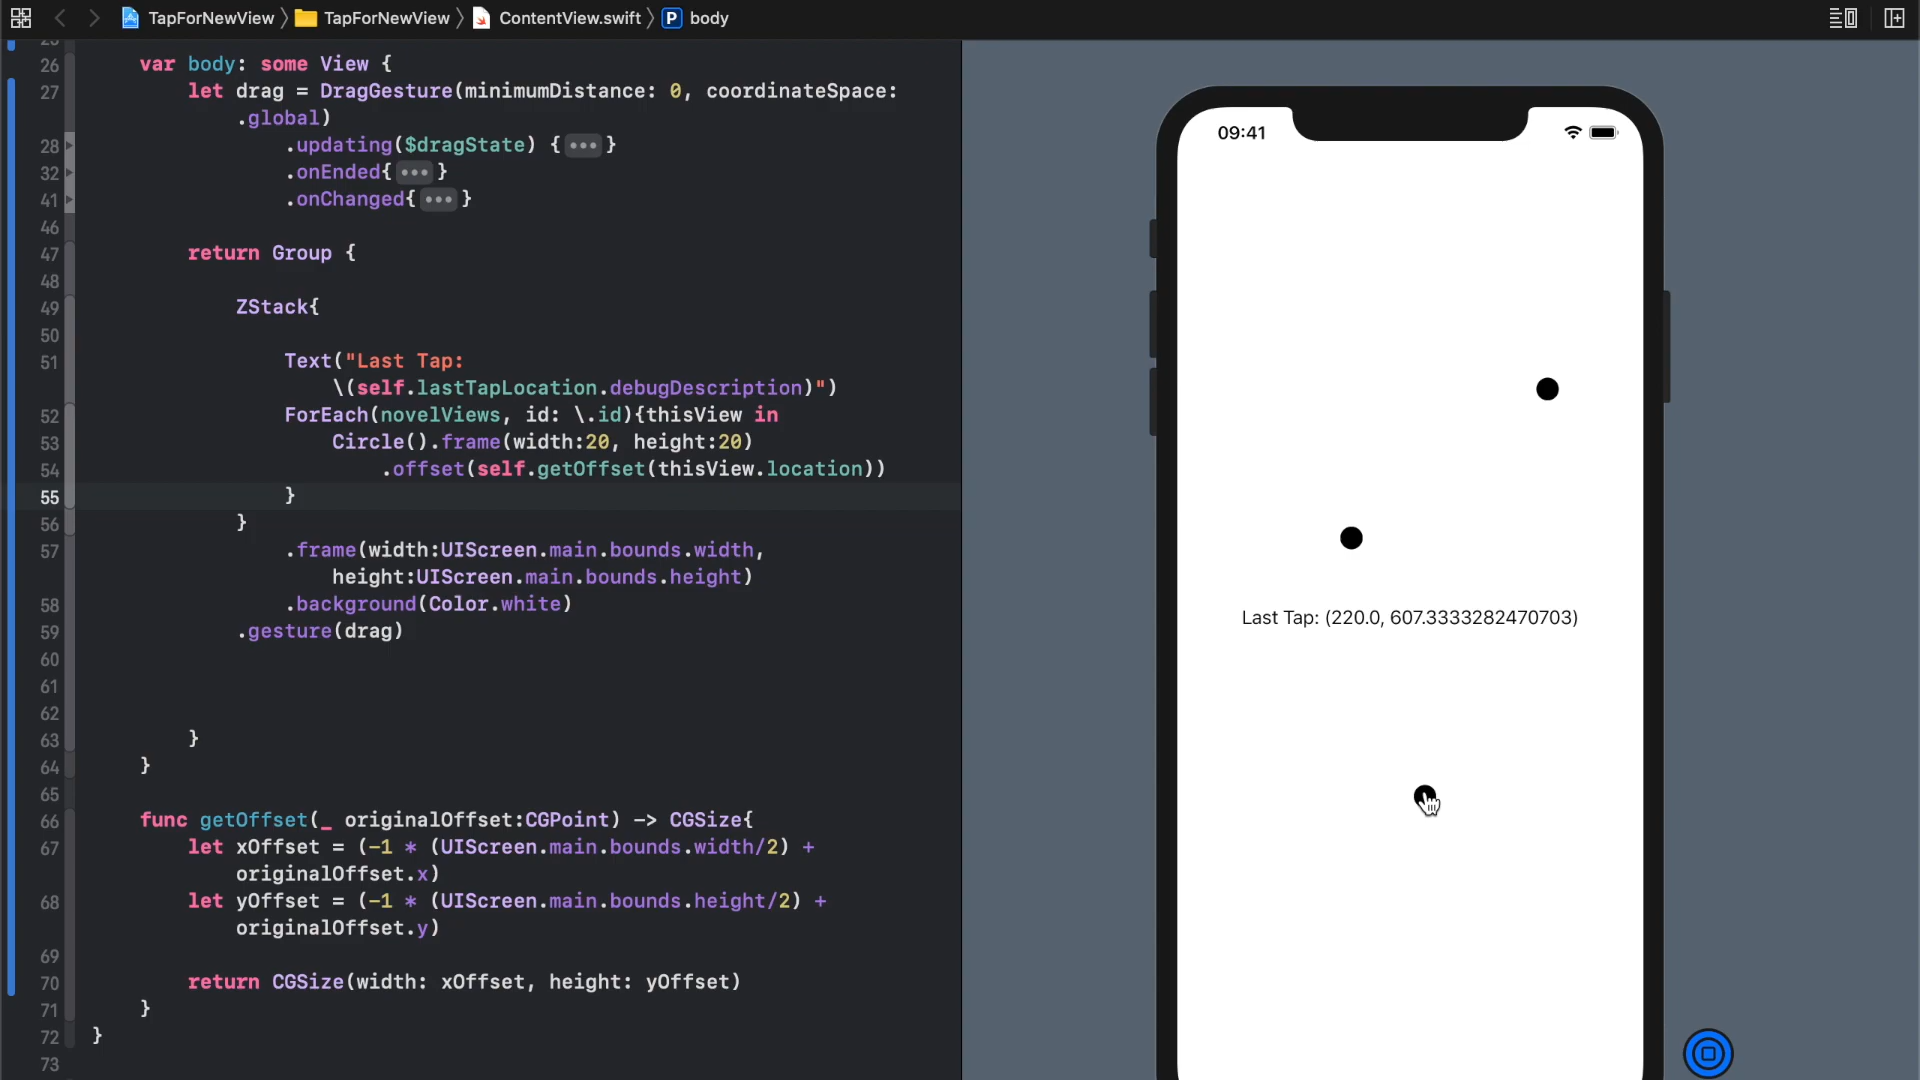 TapForNewView 〉 TapForNewView 〉 ContentView.swift 〉 P body
26 var body: some View {
27 let drag = DragGesture(minimumDistance: 0, coordinateSpace:
.global)
28 .updating($dragState) {•••}
32 .onEnded{•••}
41 .onChanged{•••}
46
47 return Group {
48
49 ZStack{
50
51 Text("Last Tap:
\(self.lastTapLocation.debugDescription)")
52 ForEach(novelViews, id: \.id){thisView in
53 Circle().frame(width:20, height:20)
54 .offset(self.getOffset(thisView.location))
55 }
56 }
57 .frame(width:UIScreen.main.bounds.width,
height:UIScreen.main.bounds.height)
58 .background(Color.white)
59 .gesture(drag)
60
61
62
63 }
64 }
65
66 func getOffset(_ originalOffset:CGPoint) -> CGSize{
67 let xOffset = (-1 * (UIScreen.main.bounds.width/2) +
originalOffset.x)
68 let yOffset = (-1 * (UIScreen.main.bounds.height/2) +
originalOffset.y)
69
70 return CGSize(width: xOffset, height: yOffset)
71 }
72 }
73
09:41
Last Tap: (220.0, 607.3333282470703)